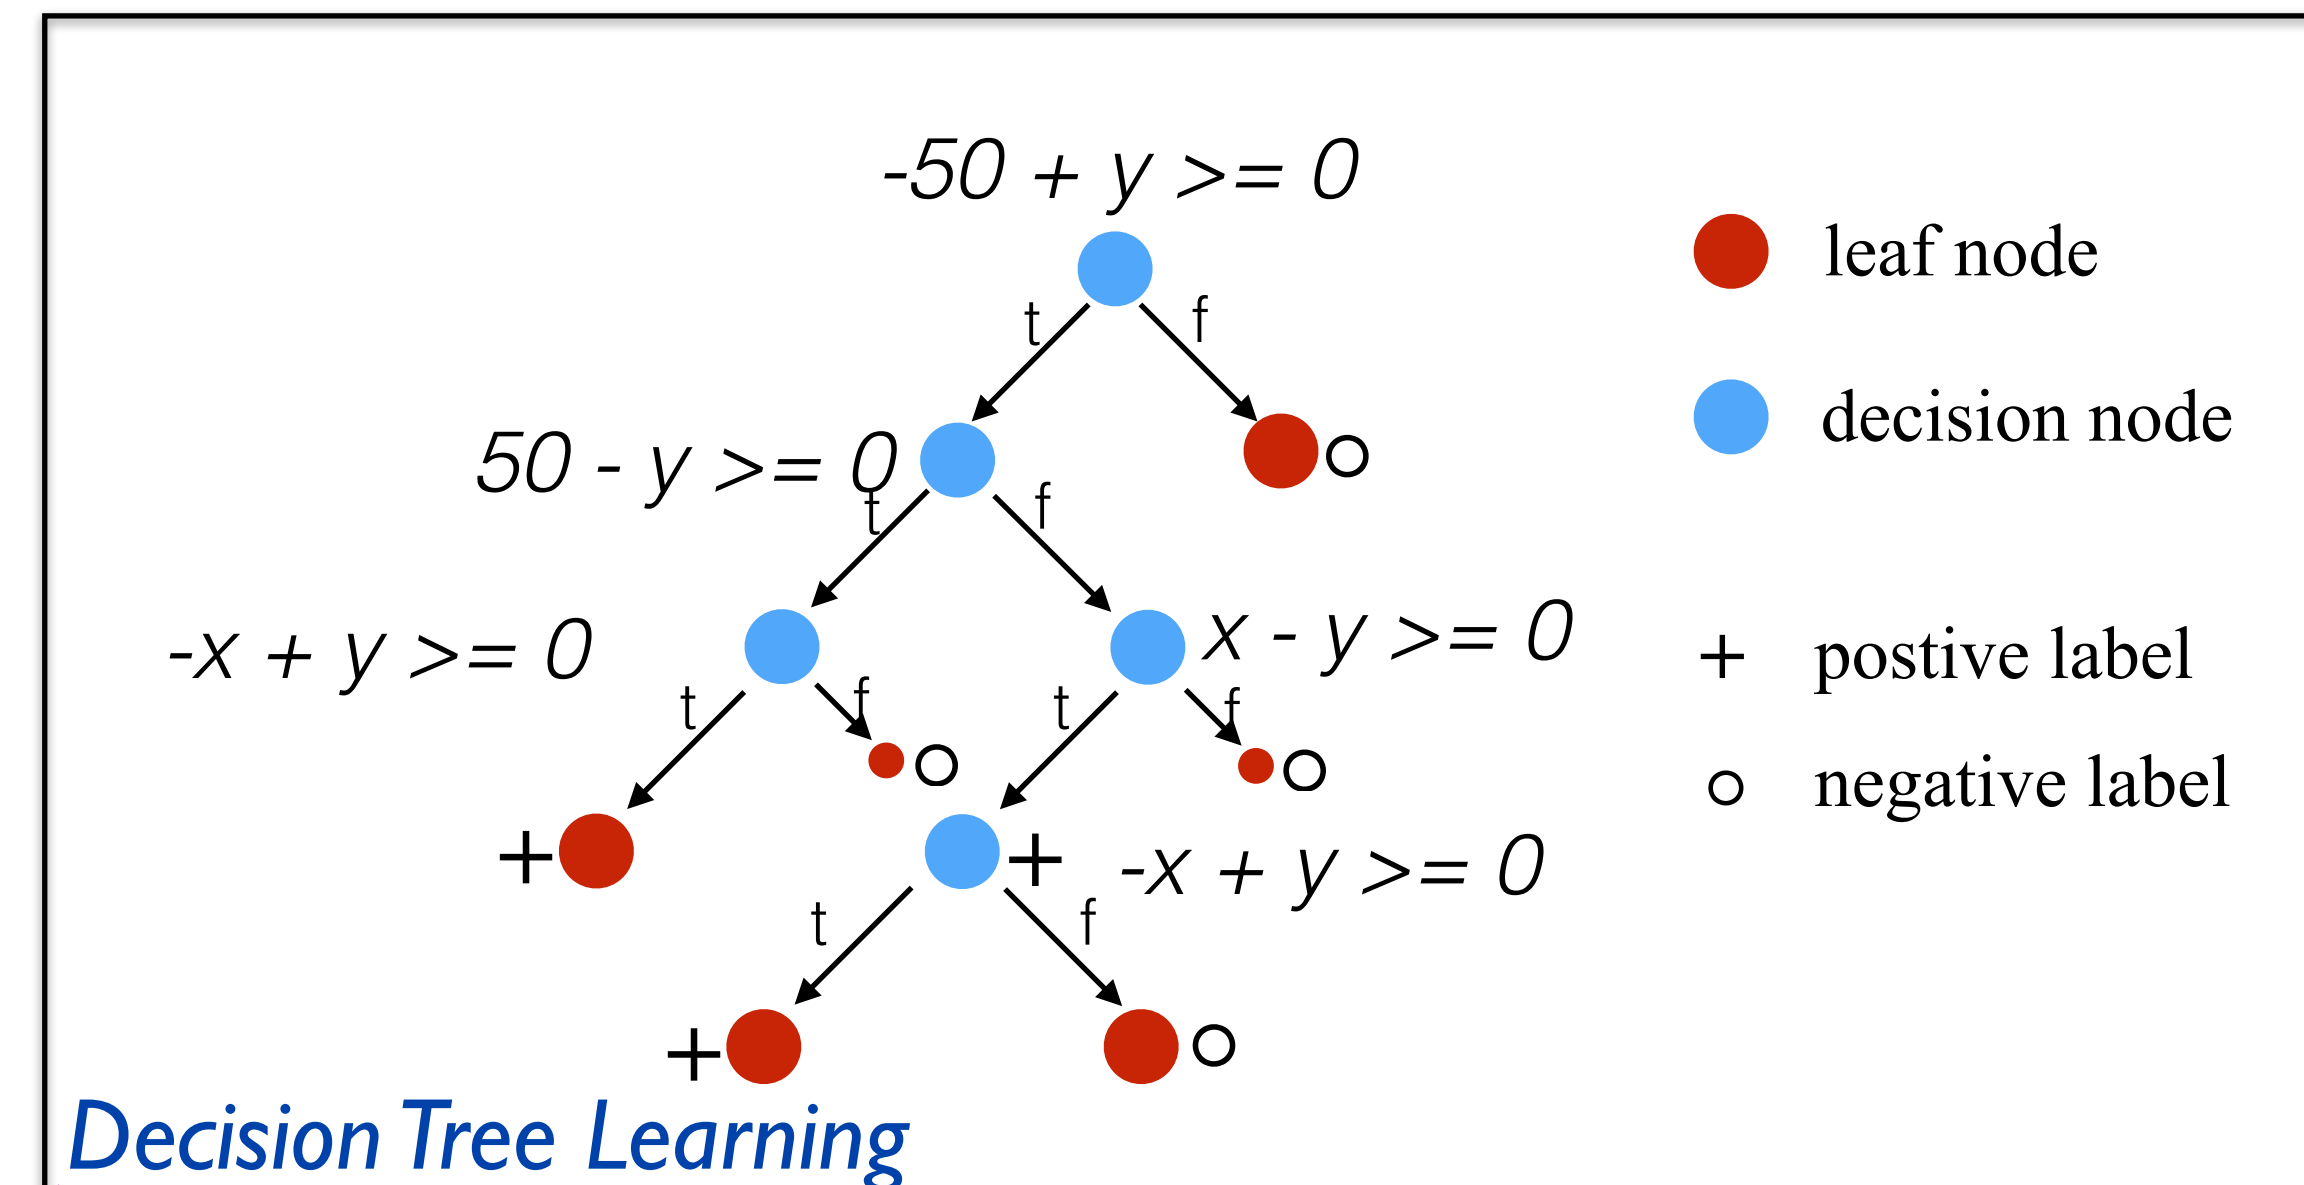 -50 + y >= 0
t f
50 - y >= 0
t f
-x + y >= 0
x - y >= 0
t f t f
+
+ -x + y >= 0
t f
+
leaf node
decision node
+ postive label
negative label
Decision Tree Learning